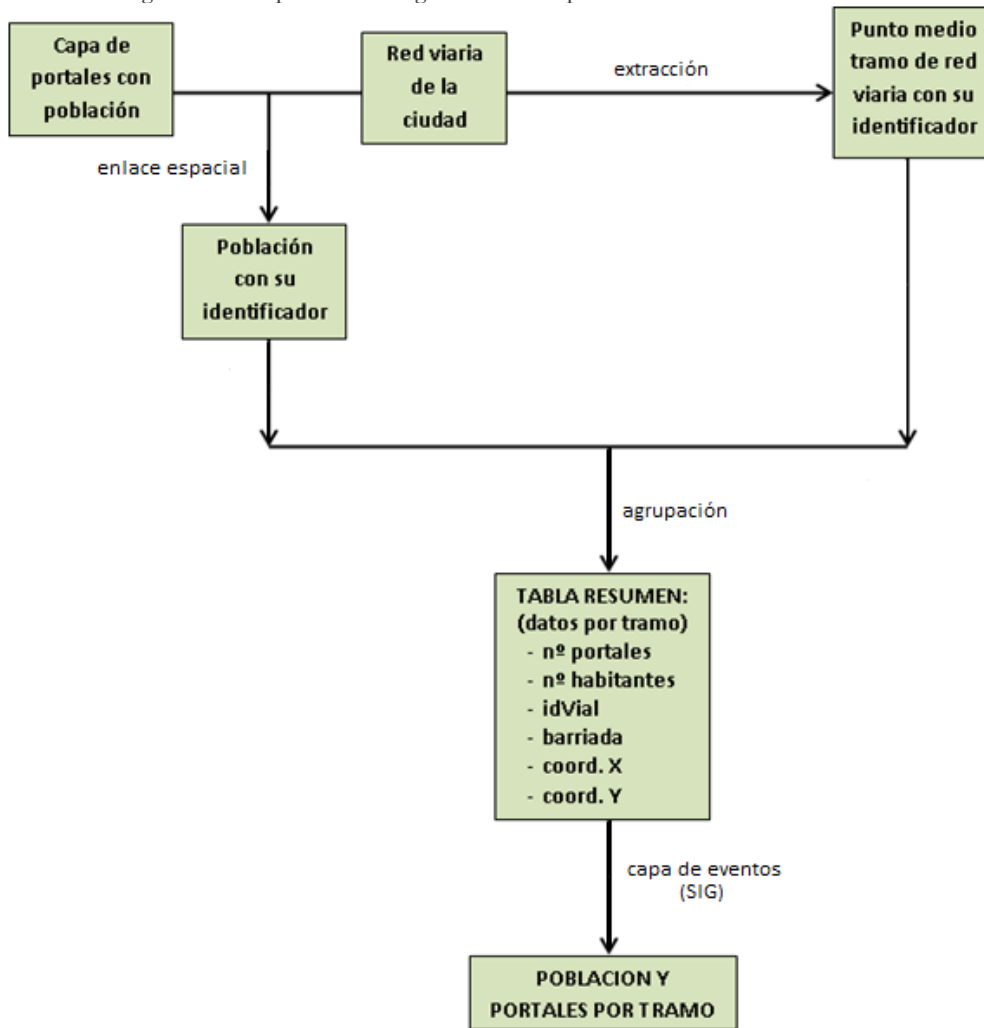 Capa de
portales con
población
Red viaria
de la
ciudad
extracción
Punto medio
tramo de red
viaria con su
identificador
enlace espacial
Población
con su
identificador
agrupación
TABLA RESUMEN:
(datos por tramo)
- nº portales
- nº habitantes
- idVial
- barriada
- coord. X
- coord. Y
capa de eventos
(SIG)
POBLACION Y
PORTALES POR TRAMO